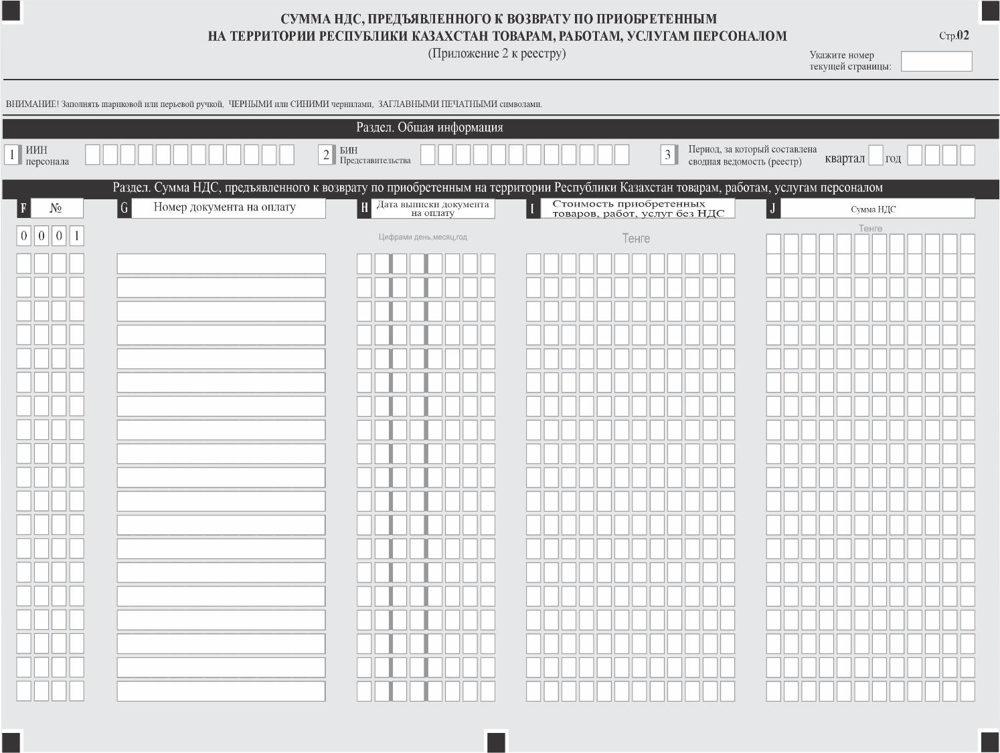 СУММА НДС, ПРЕДЪЯВЛЕННОГО К ВОЗВРАТУ ПО ПРИОБРЕТЕННЫМ
НА ТЕРРИТОРИИ РЕСПУБЛИКИ КАЗАХСТАН ТОВАРАМ, РАБОТАМ, УСЛУГАМ ПЕРСОНАЛОМ
(Приложение 2 к реестру)
Стр.02
Укажите номер
текущей страницы:
ВНИМАНИЕ! Заполнять шариковой или перьевой ручкой, ЧЕРНЫМИ или СИНИМИ чернилами, ЗАГЛАВНЫМИ ПЕЧАТНЫМИ символами.
Раздел. Общая информация
1 ИИН
персонала
2 БИН
Представительства
3 Период, за который составлена
сводная ведомость (реестр)
квартал год
Раздел. Сумма НДС, предъявленного к возврату по приобретенным на территории Республики Казахстан товарам, работам, услугам персоналом
F №
G Номер документа на оплату
H Дата выписки документа
на оплату
I Стоимость приобретенных
товаров, работ, услуг без НДС
J Сумма НДС
0 0 0 1
Цифрами день,месяц,год
Тенге
Тенге